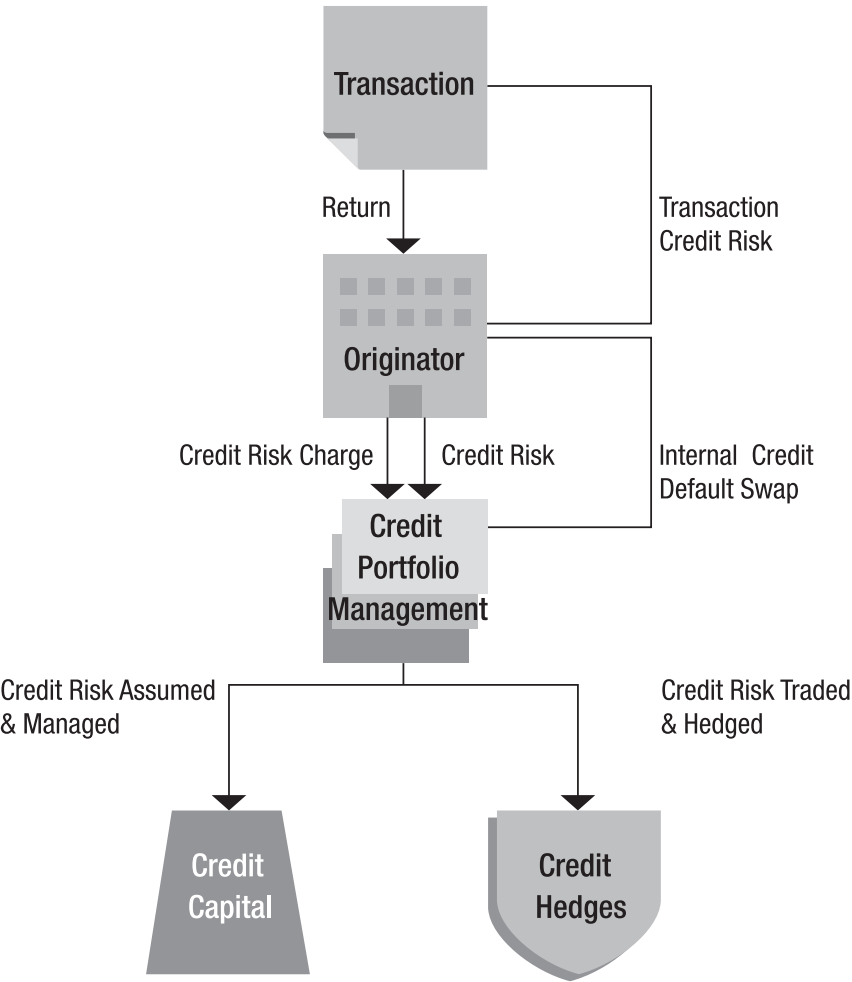 Transaction
Return
Transaction
Credit Risk
Originator
Credit Risk Charge
Credit Risk
Internal Credit
Default Swap
Credit
Portfolio
Management
Credit Risk Assumed
& Managed
Credit Risk Traded
& Hedged
Credit
Capital
Credit
Hedges